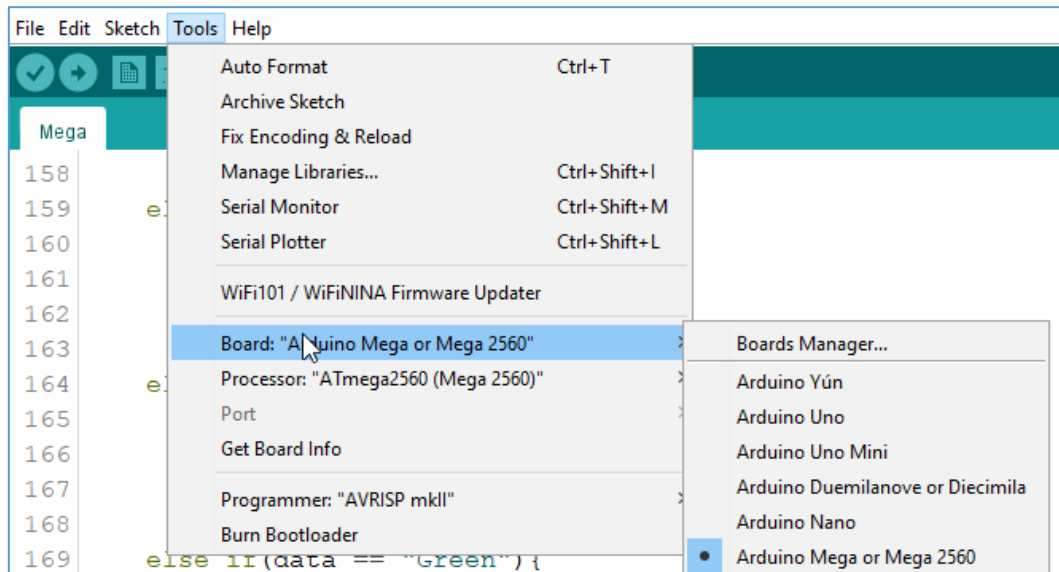 File Edit Sketch Tools Help
Mega
Auto Format Ctrl+T
Archive Sketch
Fix Encoding & Reload
Manage Libraries... Ctrl+Shift+I
Serial Monitor Ctrl+Shift+M
Serial Plotter Ctrl+Shift+L
WiFi101 / WiFiNINA Firmware Updater
Board: "Arduino Mega or Mega 2560"
Processor: "ATmega2560 (Mega 2560)"
Port
Get Board Info
Programmer: "AVRISP mkII"
Burn Bootloader
Boards Manager...
Arduino Yún
Arduino Uno
Arduino Uno Mini
Arduino Duemilanove or Diecimila
Arduino Nano
Arduino Mega or Mega 2560
158
159 el
160
161
162
163
164 el
165
166
167
168
169 else if(data == "Green"){